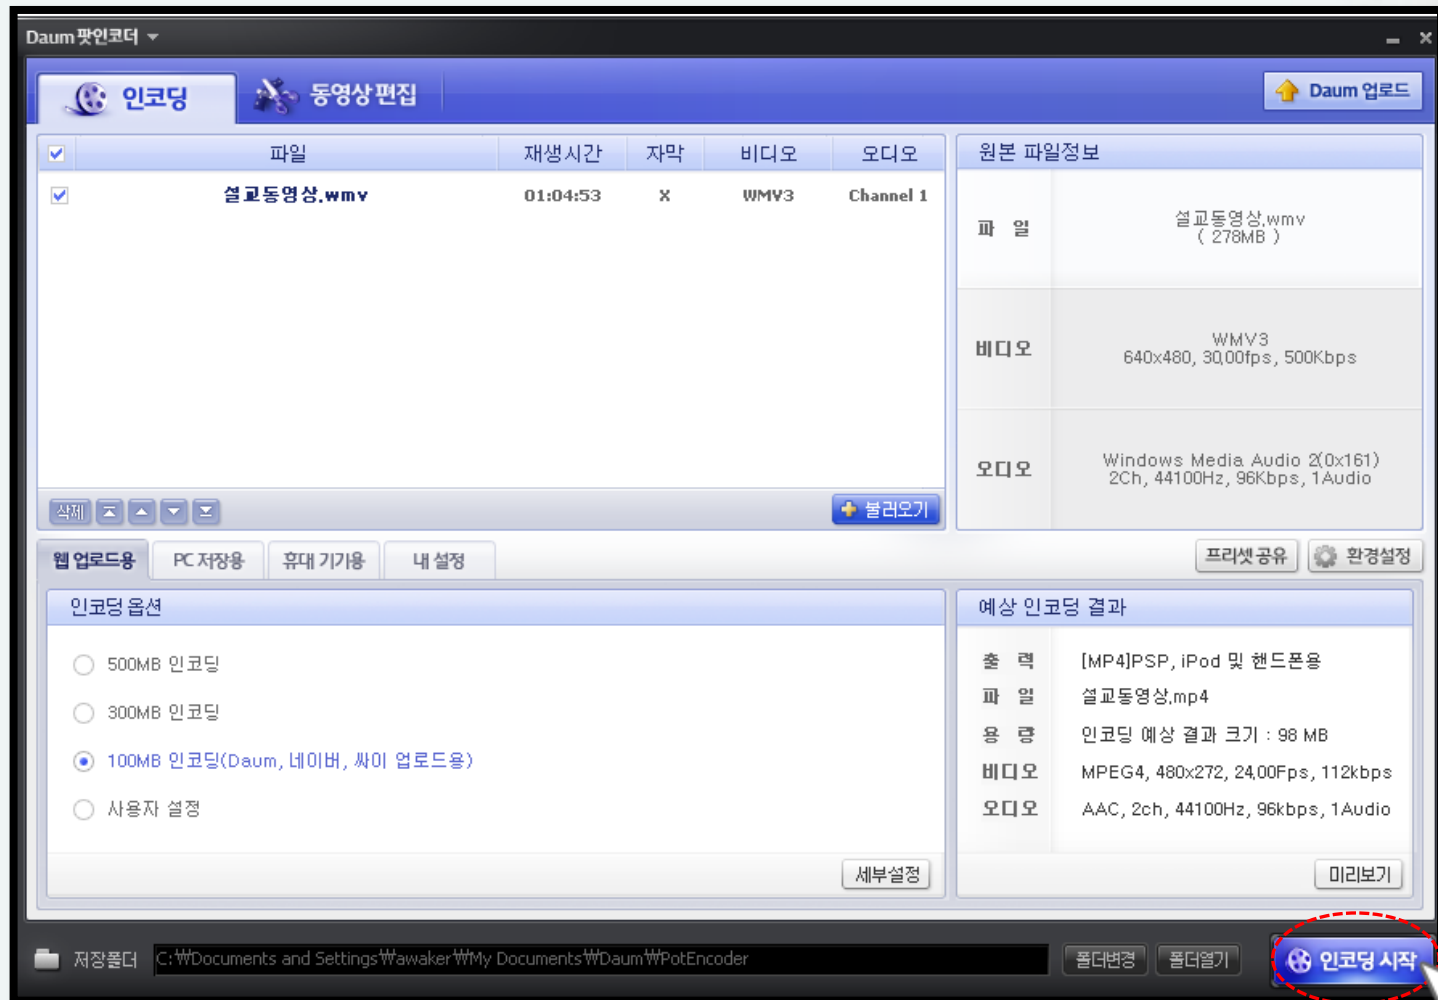 Daum 팟인코더
인코딩
동영상 편집
Daum 업로드
파일 재생시간 자막 비디오 오디오
설교동영상.wmv 01:04:53 X WMV3 Channel 1
원본 파일정보
파 일
설교동영상.wmv
( 278MB )
비디오
WMV3
640x480, 30.00fps, 500Kbps
오디오
Windows Media Audio 2(0x161)
2Ch, 44100Hz, 96Kbps, 1Audio
삭제
불러오기
웹 업로드용 PC 저장용 휴대 기기용 내 설정
프리셋 공유 환경설정
인코딩 옵션
500MB 인코딩
300MB 인코딩
100MB 인코딩(Daum, 네이버, 싸이 업로드용)
사용자 설정
세부설정
예상 인코딩 결과
출 력 [MP4]PSP, iPod 및 핸드폰용
파 일 설교동영상.mp4
용 량 인코딩 예상 결과 크기 : 98 MB
비디오 MPEG4, 480x272, 24.00Fps, 112kbps
오디오 AAC, 2ch, 44100Hz, 96kbps, 1Audio
미리보기
저장폴더 C:₩Documents and Settings₩awaker₩My Documents₩Daum₩PotEncoder 폴더변경 폴더열기 인코딩 시작